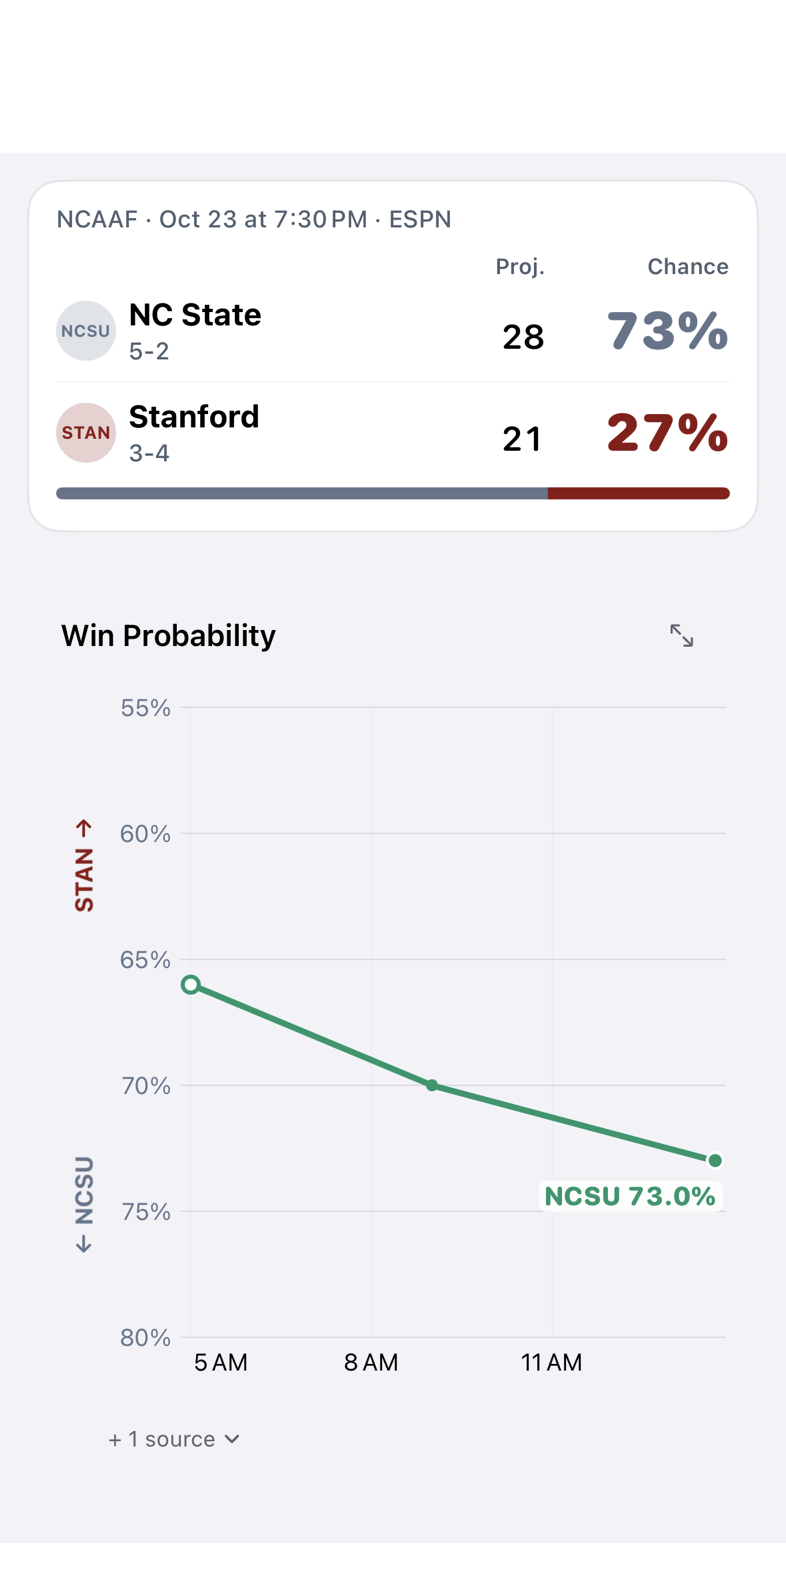 NCAAF · Oct 23 at 7:30 PM · ESPN
Proj. Chance
NCSU NC State 28 73%
5-2
STAN Stanford 21 27%
3-4
Win Probability
55%
60%
STAN →
65%
70%
← NCSU
NCSU 73.0%
75%
80%
5 AM 8 AM 11 AM
+ 1 source